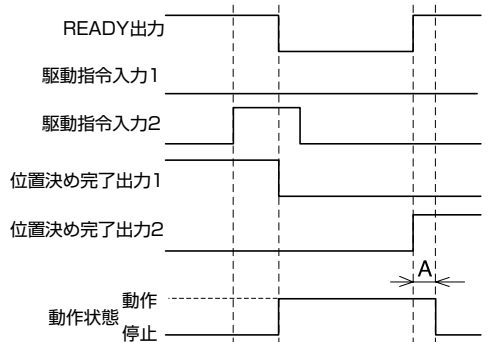 READY出力
駆動指令入力1
駆動指令入力2
位置決め完了出力1
位置決め完了出力2
A
動作
動作状態
停止